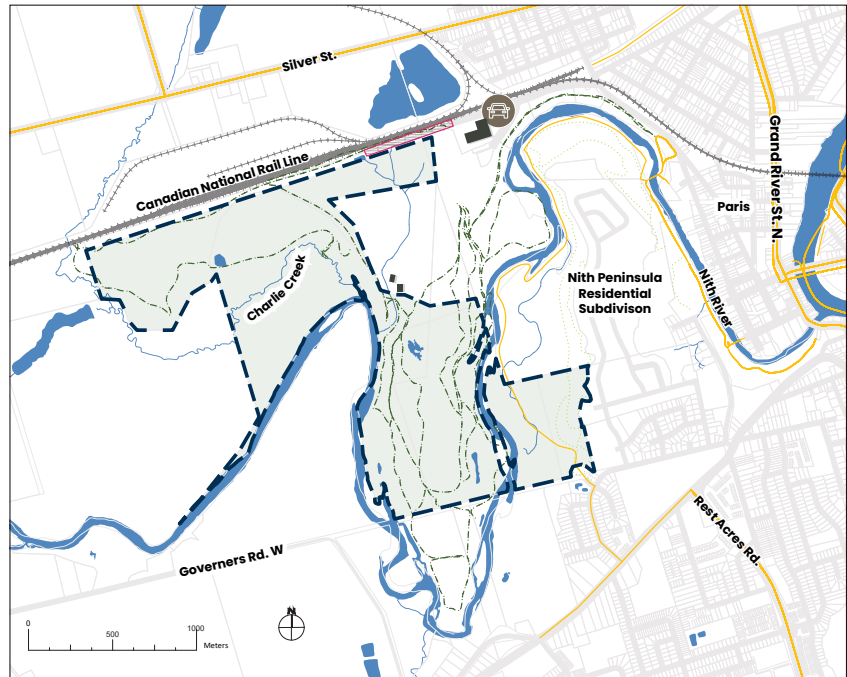 Silver St.
Canadian National Rail Line
Grand River St. N.
Paris
Charlie Creek
Nith Peninsula
Residential
Subdivison
Nith River
Rest Acres Rd.
Governers Rd. W
N
0
500
1000
Meters